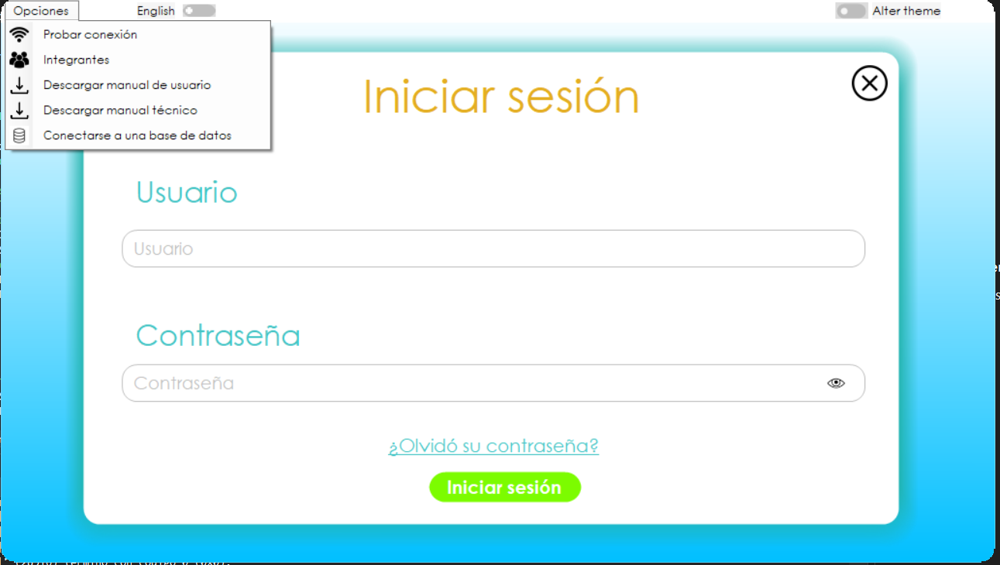 Opciones English Alter theme
Probar conexión
Integrantes
Descargar manual de usuario
Descargar manual técnico
Conectarse a una base de datos
Iniciar sesión
Usuario
Usuario
Contraseña
Contraseña
¿Olvidó su contraseña?
Iniciar sesión